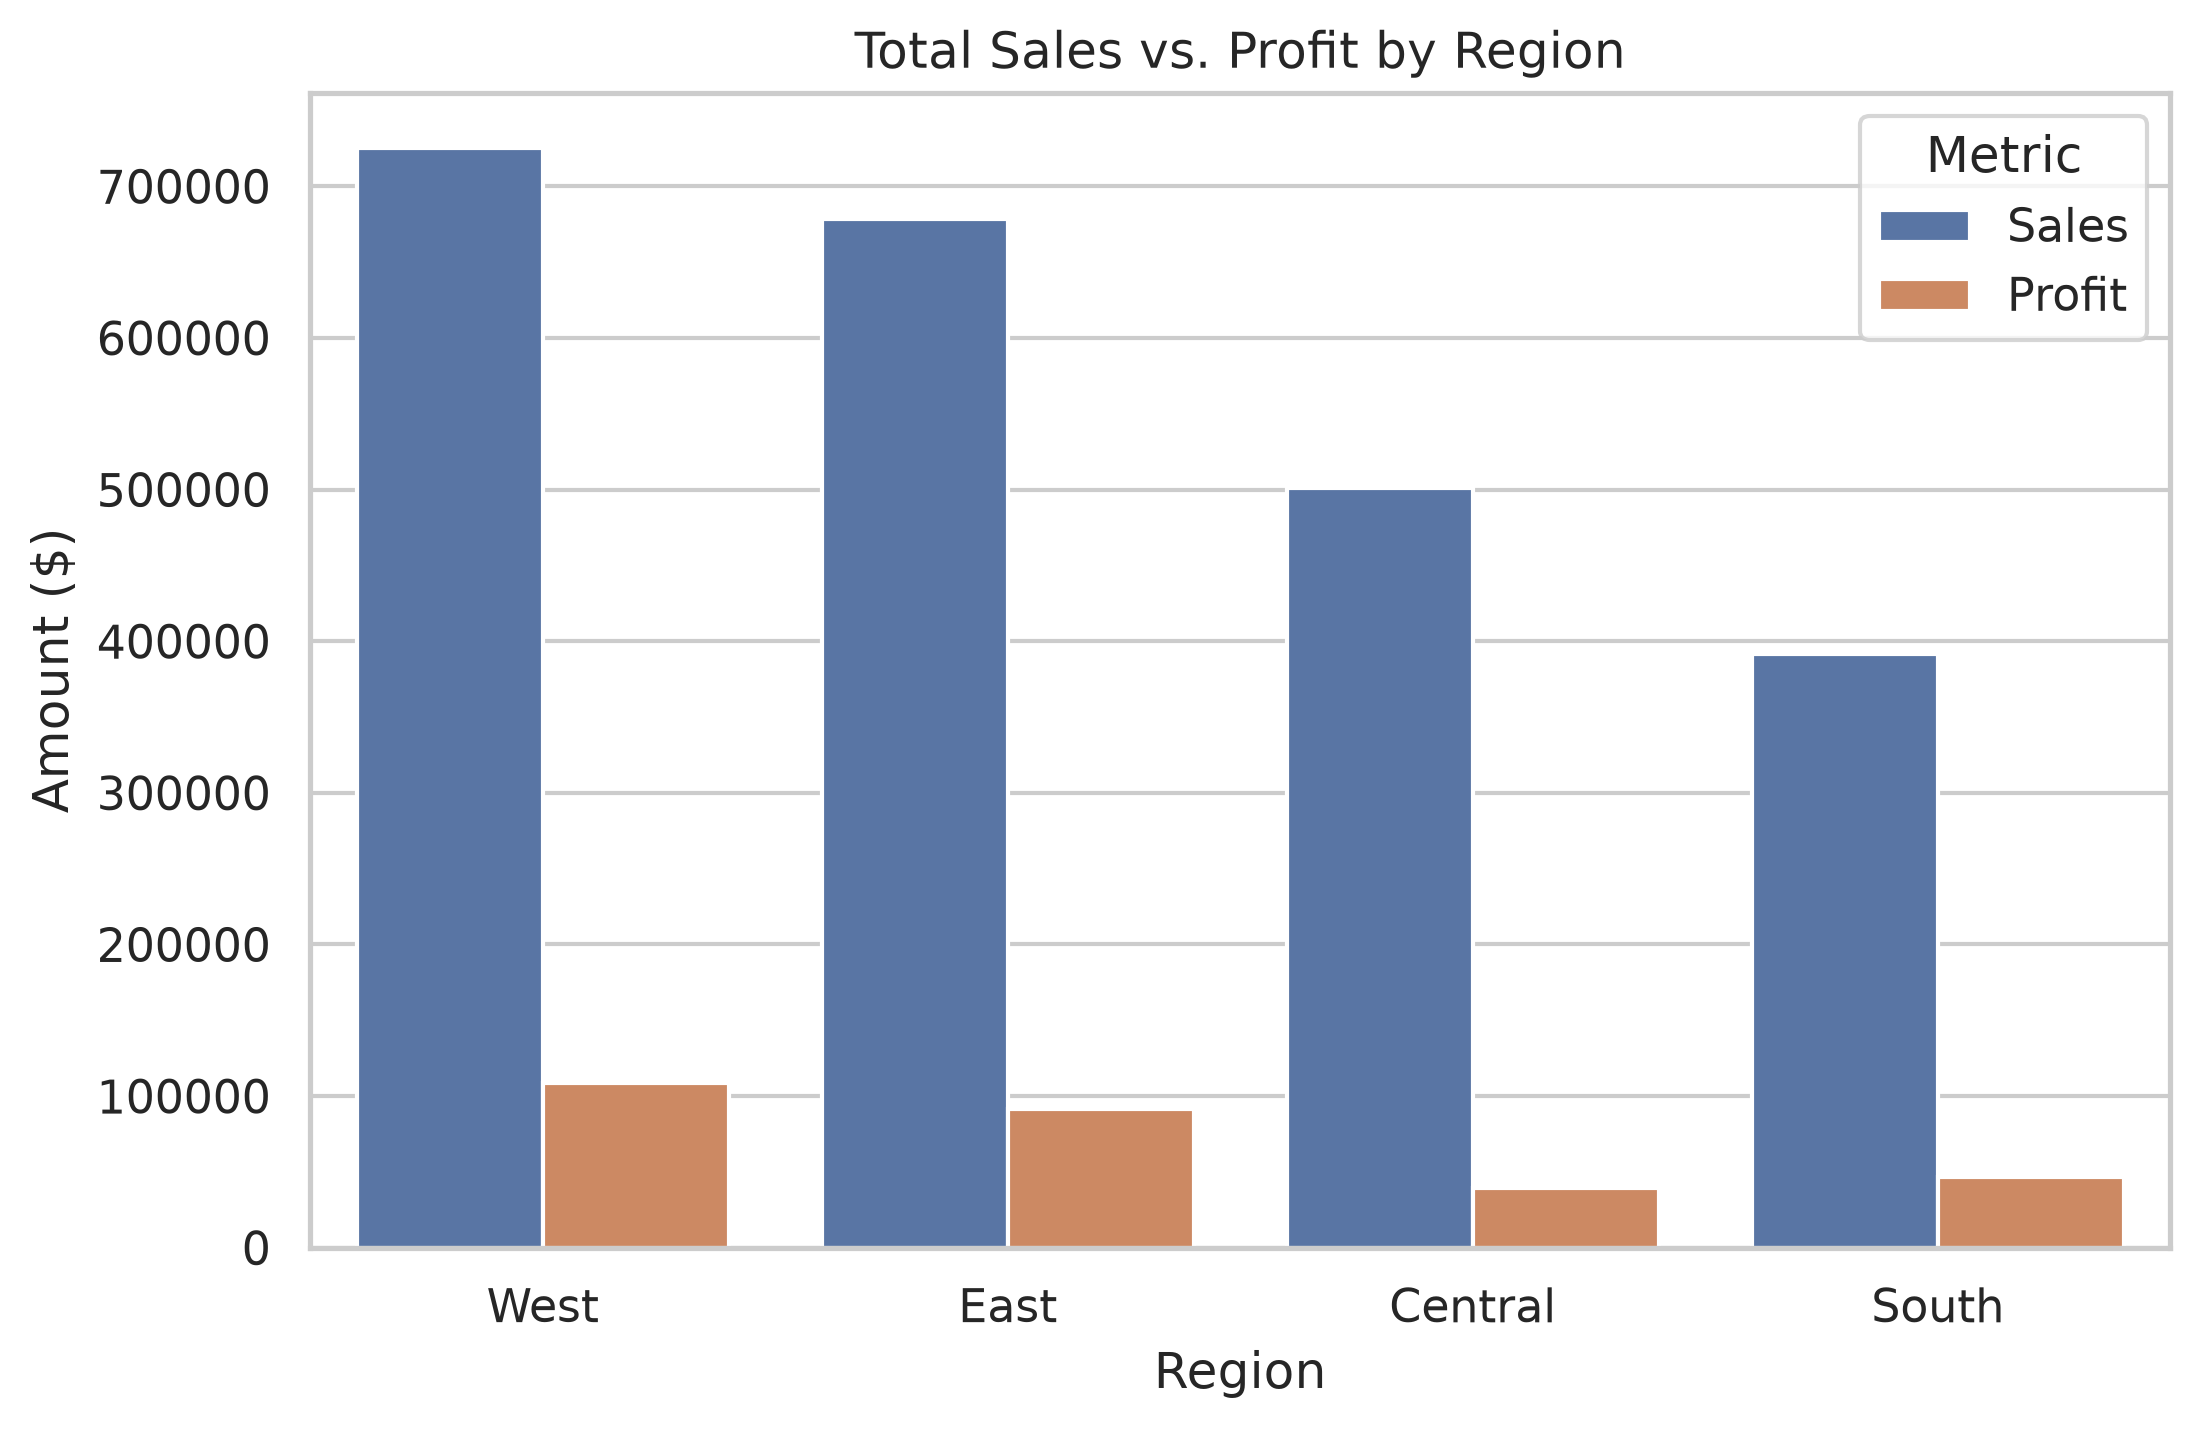 Total Sales vs. Profit by Region
Metric
Sales
Profit
Amount ($)
700000
600000
500000
400000
300000
200000
100000
0
West
East
Central
South
Region